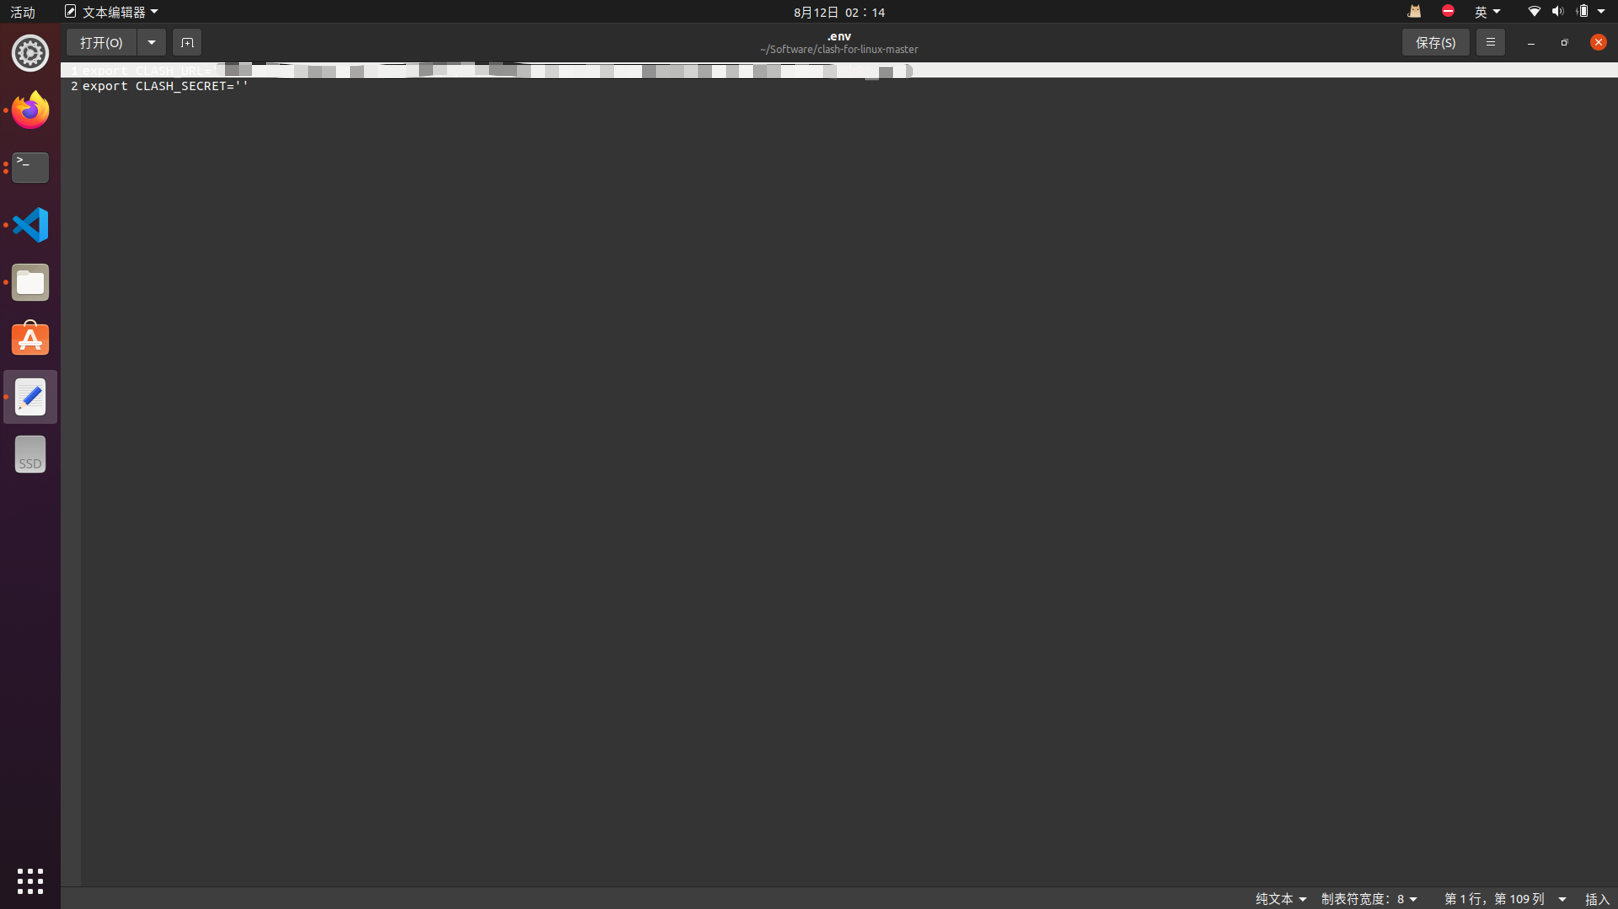 活动
文本编辑器
8月12日 02：14
英
打开(O)
.env
~/Software/clash-for-linux-master
保存(S)
1 export CLASH_URL=
2 export CLASH_SECRET=''
>_
SSD
纯文本
制表符宽度：8
第 1 行，第 109 列
插入